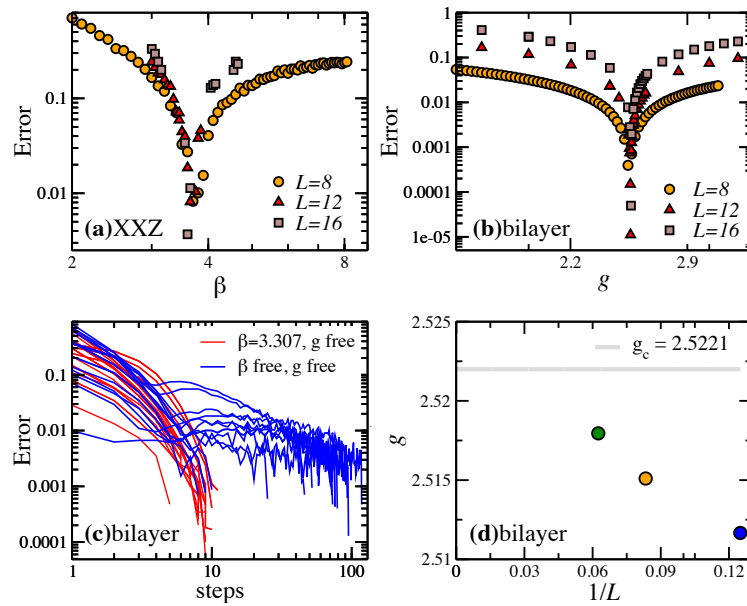 Error
0.1
0.01
2
4
8
β
L=8
L=12
L=16
(a)XXZ
Error
1
0.1
0.01
0.001
0.0001
1e-05
2.2
2.9
g
L=8
L=12
L=16
(b)bilayer
Error
0.1
0.01
0.001
0.0001
1
10
100
steps
β=3.307, g free
β free, g free
(c)bilayer
g
2.525
2.52
2.515
2.51
0
0.03
0.06
0.09
0.12
1/L
gc = 2.5221
(d)bilayer